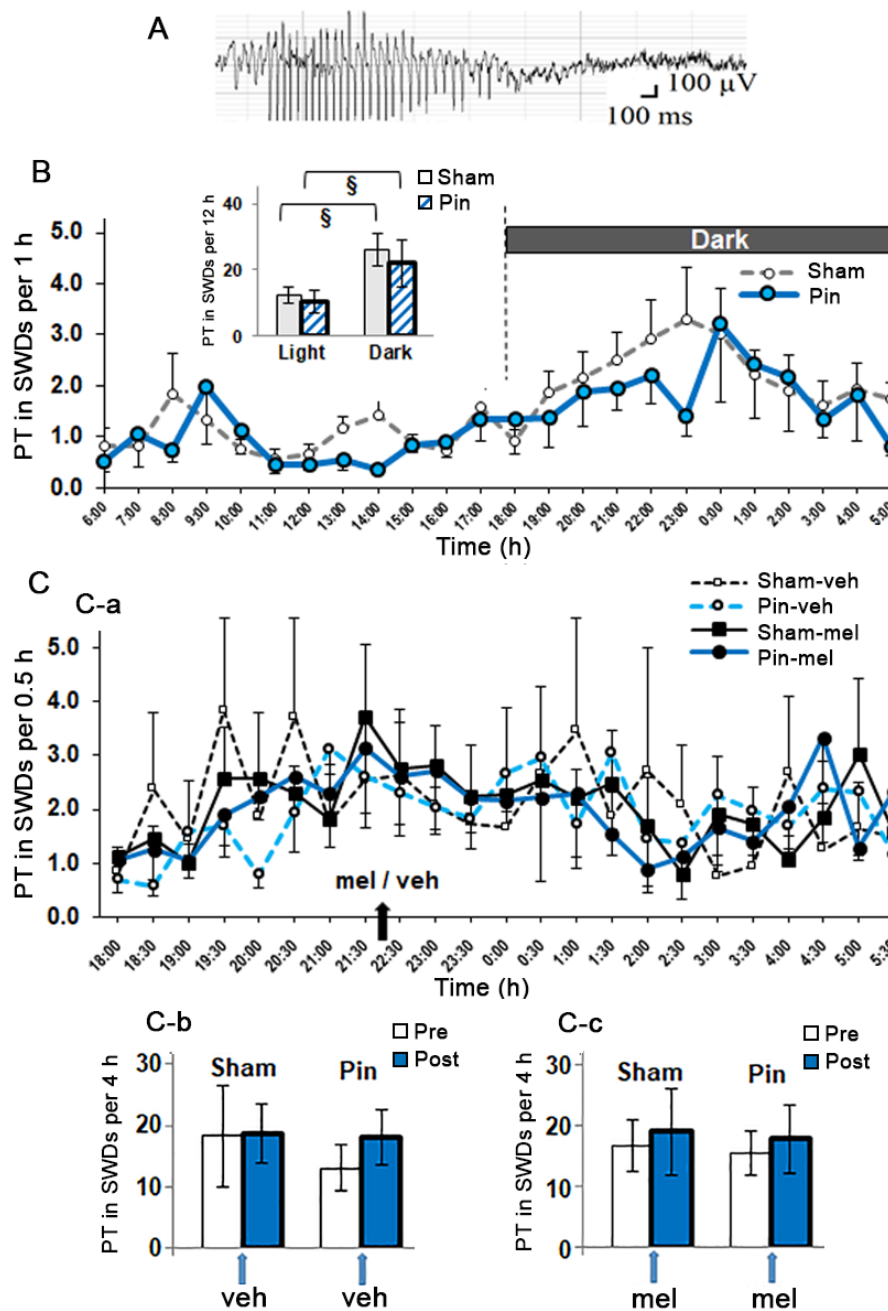 A
100 μV
100 ms
B
PT in SWDs per 12 h
40
20
0
§
§
Sham
Pin
Light
Dark
Dark
Sham
Pin
PT in SWDs per 1 h
5.0
4.0
3.0
2.0
1.0
0.0
6:00 7:00 8:00 9:00 10:00 11:00 12:00 13:00 14:00 15:00 16:00 17:00 18:00 19:00 20:00 21:00 22:00 23:00 0:00 1:00 2:00 3:00 4:00 5:00
Time (h)
C
C-a
Sham-veh
Pin-veh
Sham-mel
Pin-mel
PT in SWDs per 0.5 h
5.0
4.0
3.0
2.0
1.0
0.0
mel / veh
18:00 18:30 19:00 19:30 20:00 20:30 21:00 21:30 22:30 23:00 23:30 0:00 0:30 1:00 1:30 2:00 2:30 3:00 3:30 4:00 4:30 5:00 5:30
Time (h)
C-b
Pre
Post
PT in SWDs per 4 h
30
20
10
0
Sham
Pin
veh
veh
C-c
Pre
Post
PT in SWDs per 4 h
30
20
10
0
Sham
Pin
mel
mel